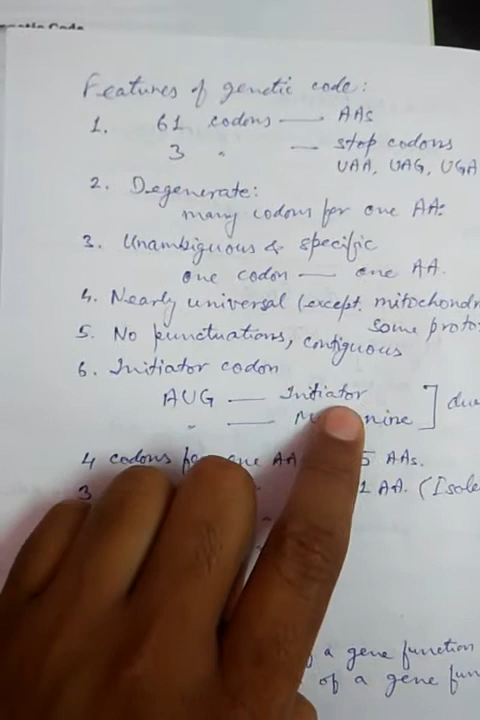 Features of genetic code:
1. 61 codons — AAs
3 " — stop codons
UAA, UAG, UGA
2. Degenerate:
many codons for one AA:
3. Unambiguous & specific
one codon — one AA.
4. Nearly universal (except. mitochondr
some proto
5. No punctuations, contiguous
6. Initiator codon
AUG — Initiator
" —
4 codons AA 5 AAs.
3 1 AA. (Isole
a gene function
of a gene fun